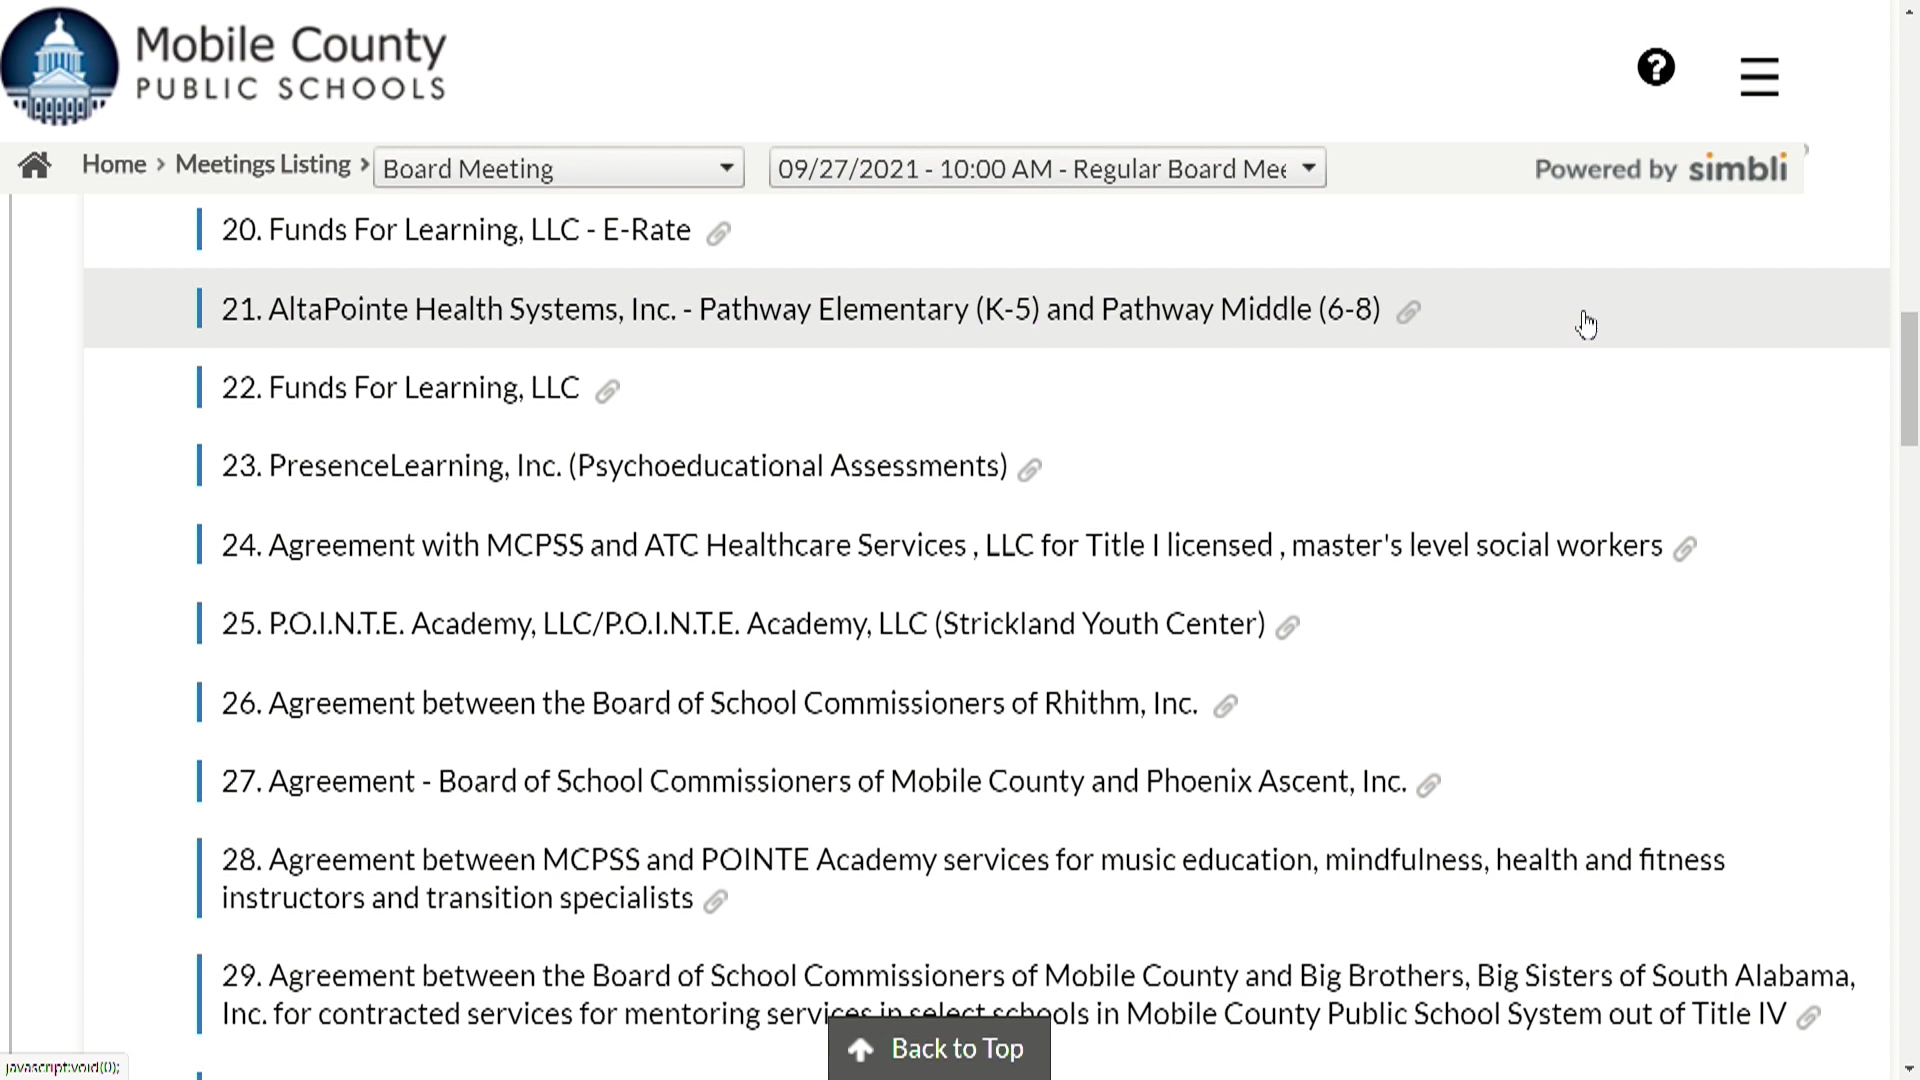 Mobile County
PUBLIC SCHOOLS
?
Home > Meetings Listing > Board Meeting 09/27/2021 - 10:00 AM - Regular Board Mee Powered by simbli
20. Funds For Learning, LLC - E-Rate
21. AltaPointe Health Systems, Inc. - Pathway Elementary (K-5) and Pathway Middle (6-8)
22. Funds For Learning, LLC
23. PresenceLearning, Inc. (Psychoeducational Assessments)
24. Agreement with MCPSS and ATC Healthcare Services , LLC for Title I licensed , master's level social workers
25. P.O.I.N.T.E. Academy, LLC/P.O.I.N.T.E. Academy, LLC (Strickland Youth Center)
26. Agreement between the Board of School Commissioners of Rhithm, Inc.
27. Agreement - Board of School Commissioners of Mobile County and Phoenix Ascent, Inc.
28. Agreement between MCPSS and POINTE Academy services for music education, mindfulness, health and fitness
instructors and transition specialists
29. Agreement between the Board of School Commissioners of Mobile County and Big Brothers, Big Sisters of South Alabama,
Inc. for contracted services for mentoring services in select schools in Mobile County Public School System out of Title IV
Back to Top
javascript:void(0);